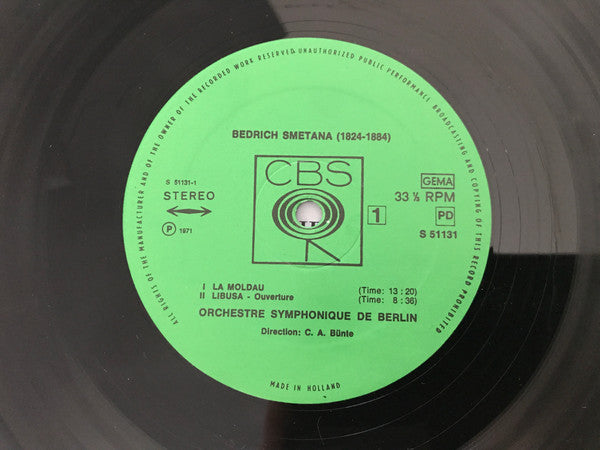 ALL RIGHTS OF THE MANUFACTURER AND OF THE OWNER OF THE RECORDED WORK RESERVED UNAUTHORIZED PUBLIC PERFORMANCE BROADCASTING AND COPYING OF THIS RECORD PROHIBITED
BEDRICH SMETANA (1824-1884)
CBS
S 51131-1
STEREO
P 1971
GEMA
33 ⅓ RPM
1
PD
S 51131
I LA MOLDAU (Time: 13 : 20)
II LIBUSA - Ouverture (Time: 8 : 36)
ORCHESTRE SYMPHONIQUE DE BERLIN
Direction: C. A. Bünte
MADE IN HOLLAND